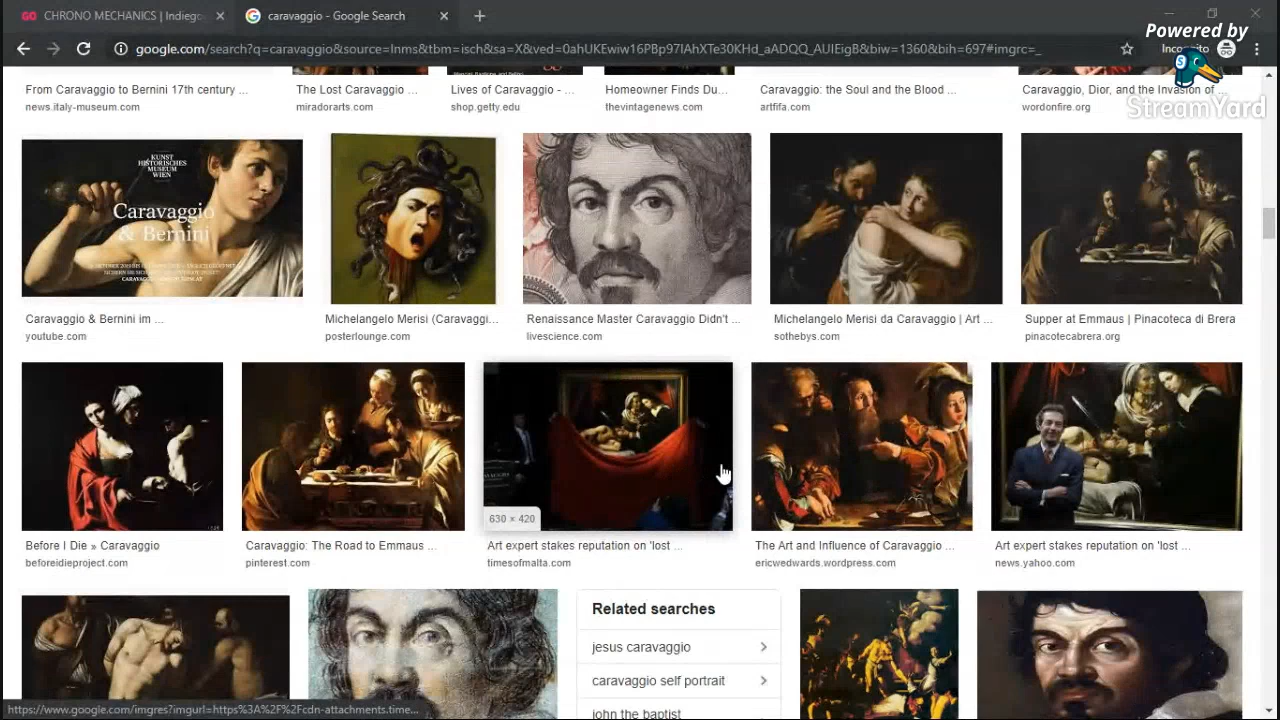 CHRONO MECHANICS | Indiego
caravaggio - Google Search
Powered by
google.com/search?q=caravaggio&source=lnms&tbm=isch&sa=X&ved=0ahUKEwiw16PBp97lAhXTe30KHd_aADQQ_AUIEigB&biw=1360&bih=697#imgrc=_
Incognito
StreamYard
From Caravaggio to Bernini 17th century ...
The Lost Caravaggio ...
Lives of Caravaggio - ...
Homeowner Finds Du...
Caravaggio: the Soul and the Blood ...
Caravaggio, Dior, and the Invasion of ...
news.italy-museum.com
miradorarts.com
shop.getty.edu
thevintagenews.com
artfifa.com
wordonfire.org
KUNST
HISTORISCHES
MUSEUM
WIEN
Caravaggio
& Bernini
Caravaggio & Bernini im ...
Michelangelo Merisi (Caravaggi...
Renaissance Master Caravaggio Didn't ...
Michelangelo Merisi da Caravaggio | Art ...
Supper at Emmaus | Pinacoteca di Brera
youtube.com
posterlounge.com
livescience.com
sothebys.com
pinacotecabrera.org
630 × 420
Before I Die » Caravaggio
Caravaggio: The Road to Emmaus ...
Art expert stakes reputation on 'lost ...
The Art and Influence of Caravaggio ...
Art expert stakes reputation on 'lost ...
beforeidieproject.com
pinterest.com
timesofmalta.com
ericwedwards.wordpress.com
news.yahoo.com
Related searches
jesus caravaggio
caravaggio self portrait
john the baptist
https://www.google.com/imgres?imgurl=https%3A%2F%2Fcdn-attachments.time...